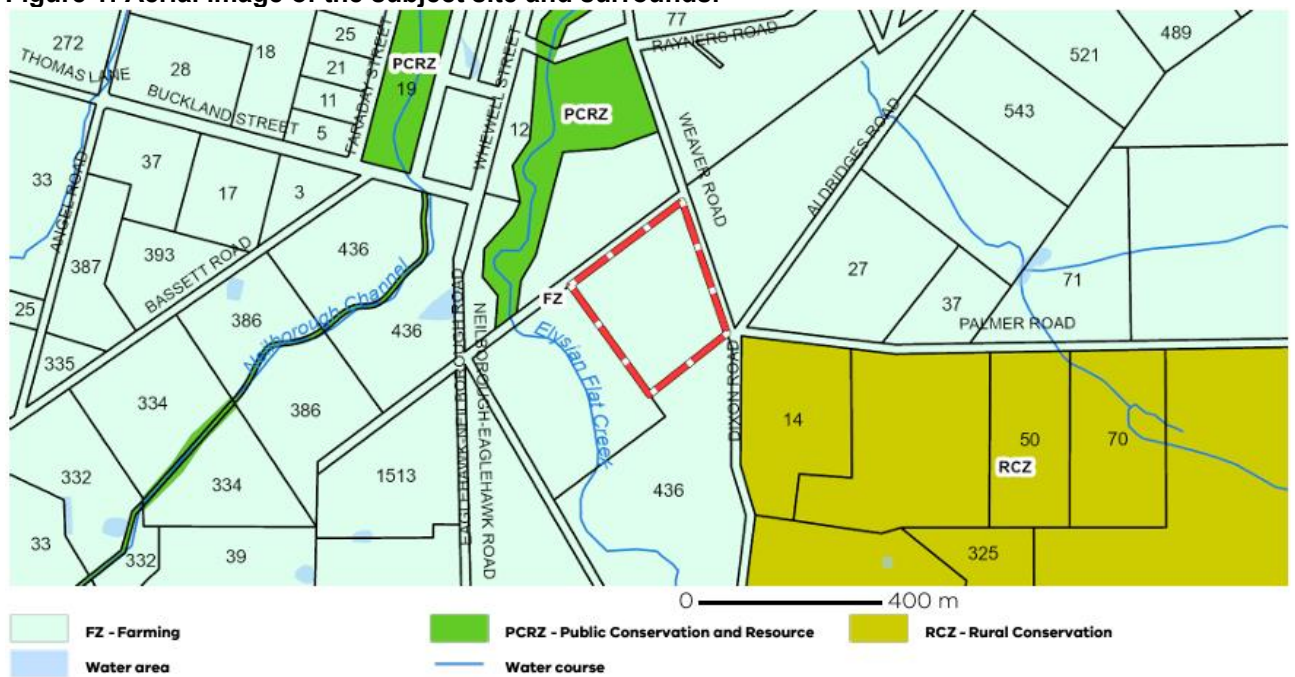 Figure 1: Aerial image of the subject site and surrounds.
272
THOMAS LANE
28
18
25
21
11
5
BUCKLAND STREET
FARADAY STREET
PCRZ
19
WHEWELL STREET
12
PCRZ
77
RAYNERS ROAD
WEAVER ROAD
ALDRIDGES ROAD
521
489
543
33
ANGEL ROAD
37
17
3
387
393
BASSETT ROAD
436
Neilborough Channel
386
436
25
335
334
386
FZ
Elysian Flat Creek
EAGLEHAWK-NEILBOROUGH ROAD
NEILBOROUGH-EAGLEHAWK ROAD
27
37
71
PALMER ROAD
DIXON ROAD
14
50
70
RCZ
332
334
1513
436
33
332
39
325
0 400 m
FZ - Farming
PCRZ - Public Conservation and Resource
RCZ - Rural Conservation
Water area
Water course